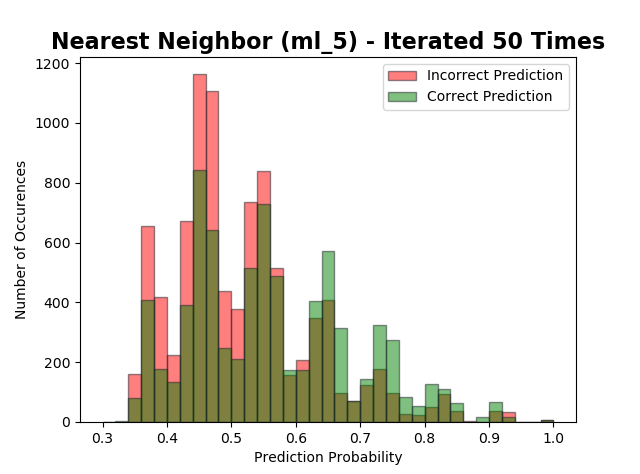 Nearest Neighbor (ml_5) - Iterated 50 Times
Incorrect Prediction
Correct Prediction
Number of Occurences
1200
1000
800
600
400
200
0
0.3 0.4 0.5 0.6 0.7 0.8 0.9 1.0
Prediction Probability